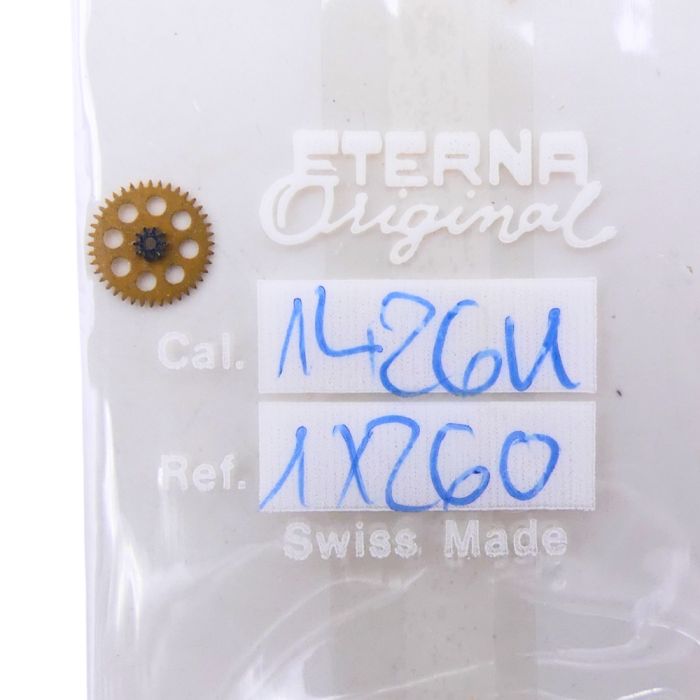 ETERNA
Original
Cal. 1426U
Ref. 1X260
Swiss Made